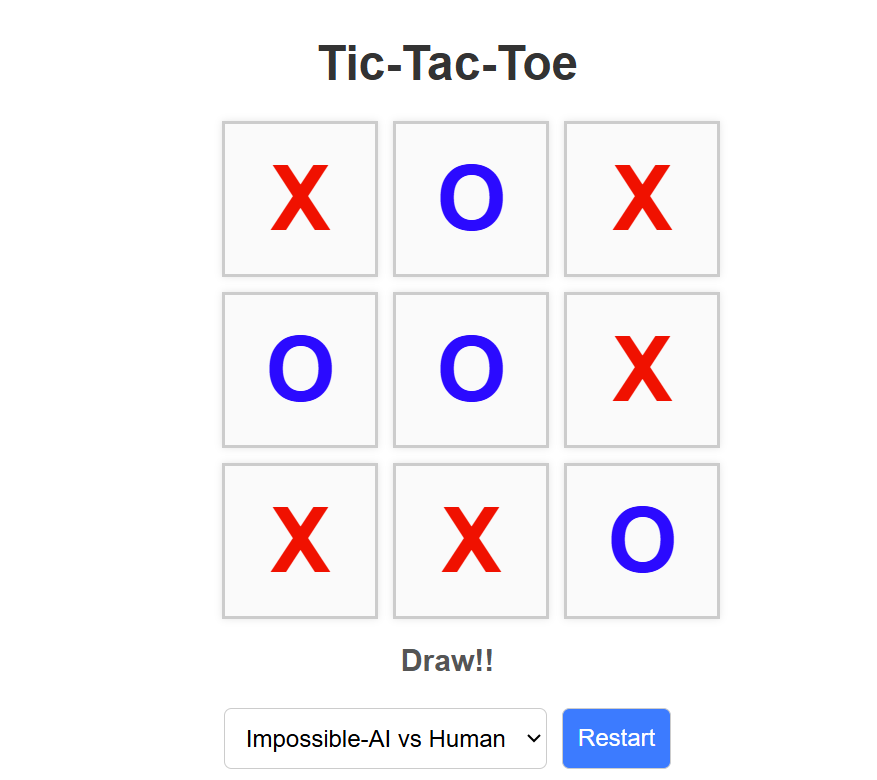 Tic-Tac-Toe
X O X
O O X
X X O
Draw!!
Impossible-AI vs Human
Restart